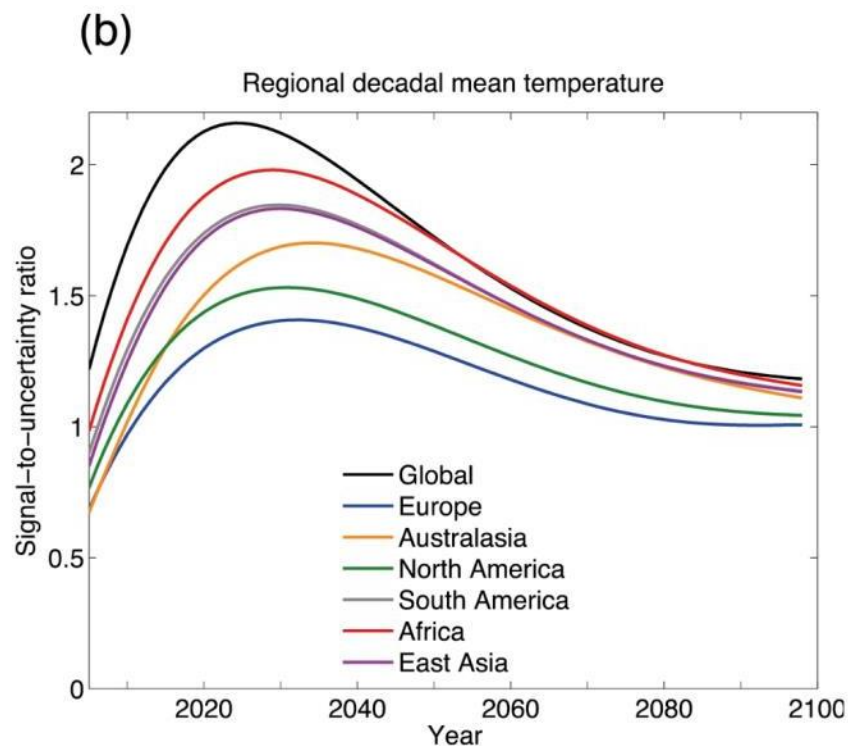 (b)
Regional decadal mean temperature
Signal-to-uncertainty ratio
2
1.5
1
0.5
0
Global
Europe
Australasia
North America
South America
Africa
East Asia
2020 2040 2060 2080 2100
Year